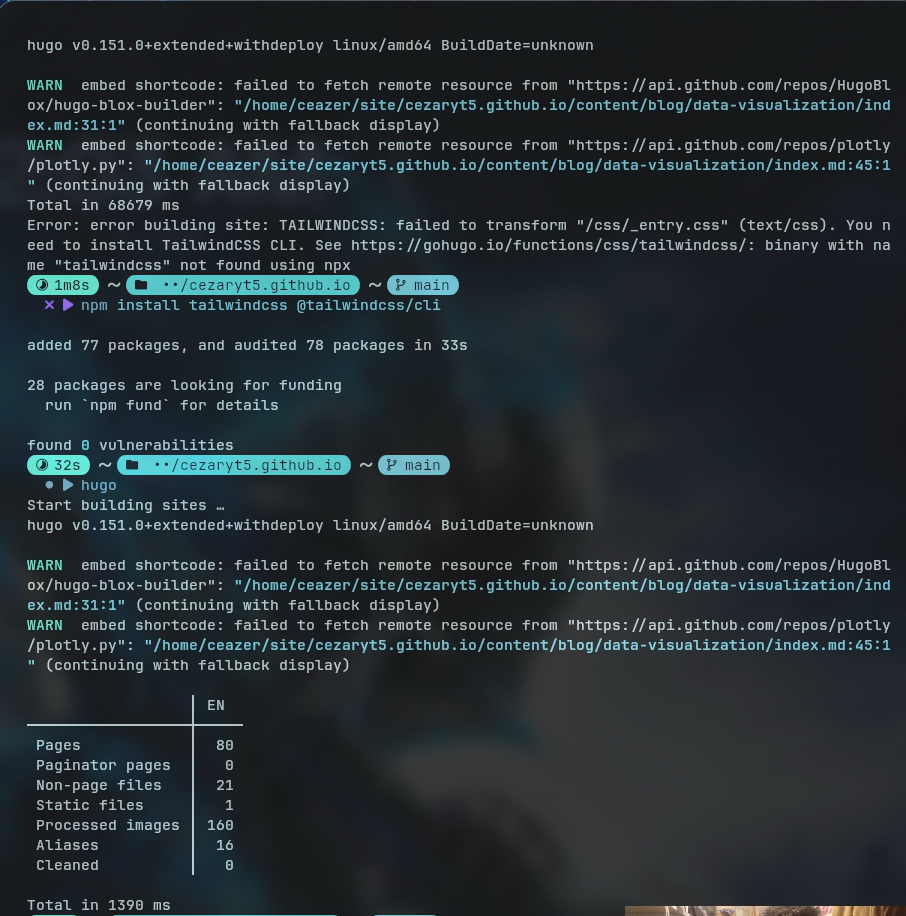 hugo v0.151.0+extended+withdeploy linux/amd64 BuildDate=unknown
WARN  embed shortcode: failed to fetch remote resource from "https://api.github.com/repos/HugoBl
ox/hugo-blox-builder": "/home/ceazer/site/cezaryt5.github.io/content/blog/data-visualization/ind
ex.md:31:1" (continuing with fallback display)
WARN  embed shortcode: failed to fetch remote resource from "https://api.github.com/repos/plotly
/plotly.py": "/home/ceazer/site/cezaryt5.github.io/content/blog/data-visualization/index.md:45:1
" (continuing with fallback display)
Total in 68679 ms
Error: error building site: TAILWINDCSS: failed to transform "/css/_entry.css" (text/css). You n
eed to install TailwindCSS CLI. See https://gohugo.io/functions/css/tailwindcss/: binary with na
me "tailwindcss" not found using npx
1m8s ~ ··/cezaryt5.github.io ~ main
× ▶ npm install tailwindcss @tailwindcss/cli
added 77 packages, and audited 78 packages in 33s
28 packages are looking for funding
run `npm fund` for details
found 0 vulnerabilities
32s ~ ··/cezaryt5.github.io ~ main
● ▶ hugo
Start building sites …
hugo v0.151.0+extended+withdeploy linux/amd64 BuildDate=unknown
WARN  embed shortcode: failed to fetch remote resource from "https://api.github.com/repos/HugoBl
ox/hugo-blox-builder": "/home/ceazer/site/cezaryt5.github.io/content/blog/data-visualization/ind
ex.md:31:1" (continuing with fallback display)
WARN  embed shortcode: failed to fetch remote resource from "https://api.github.com/repos/plotly
/plotly.py": "/home/ceazer/site/cezaryt5.github.io/content/blog/data-visualization/index.md:45:1
" (continuing with fallback display)
EN
Pages 80
Paginator pages 0
Non-page files 21
Static files 1
Processed images 160
Aliases 16
Cleaned 0
Total in 1390 ms